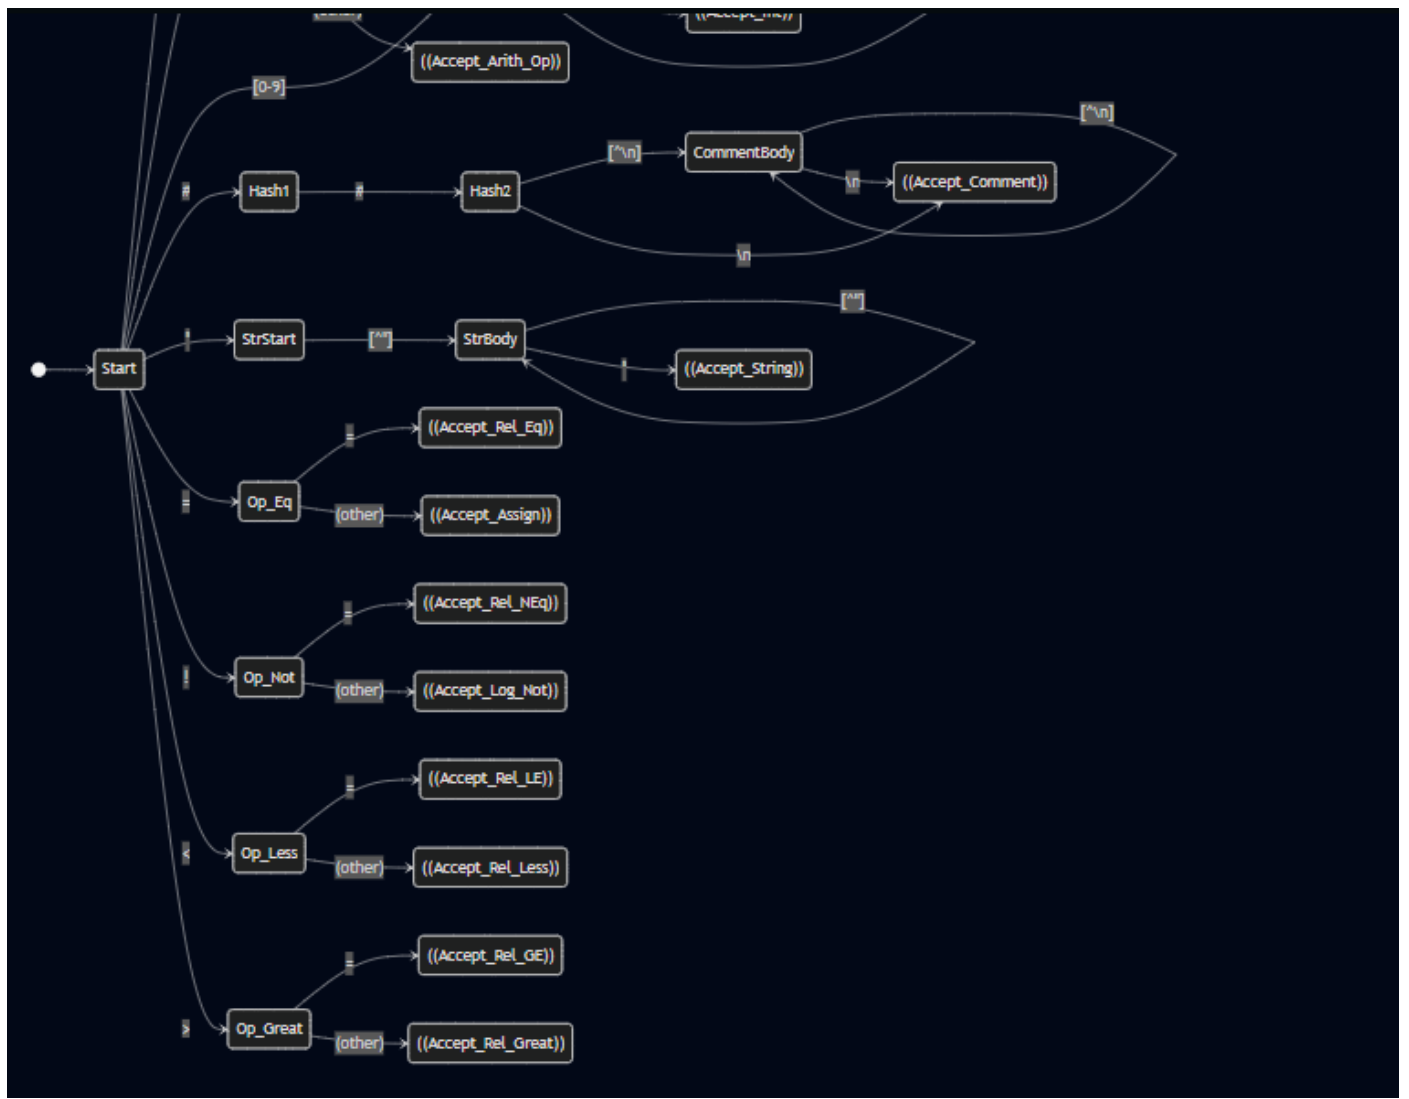 ((Accept_Arith_Op))
[0-9]
[^\n]
[^\n]
CommentBody
\n
((Accept_Comment))
#
Hash1
#
Hash2
\n
[^"]
StrStart
[^"]
StrBody
Start
((Accept_String))
=
((Accept_Rel_Eq))
=
Op_Eq
(other)
((Accept_Assign))
=
((Accept_Rel_NEq))
!
Op_Not
(other)
((Accept_Log_Not))
=
((Accept_Rel_LE))
<
Op_Less
(other)
((Accept_Rel_Less))
=
((Accept_Rel_GE))
>
Op_Great
(other)
((Accept_Rel_Great))